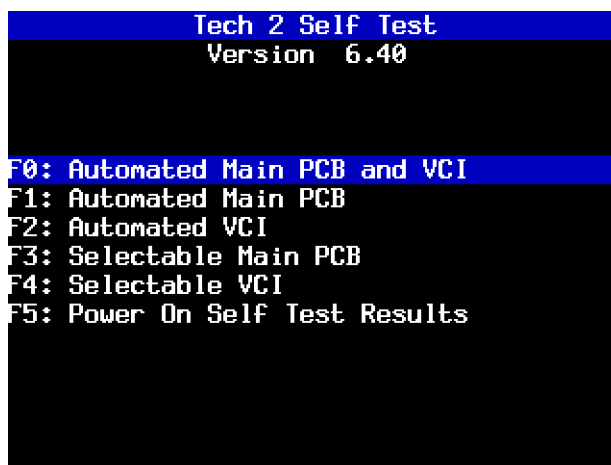 Tech 2 Self Test
Version 6.40
F0: Automated Main PCB and VCI
F1: Automated Main PCB
F2: Automated VCI
F3: Selectable Main PCB
F4: Selectable VCI
F5: Power On Self Test Results